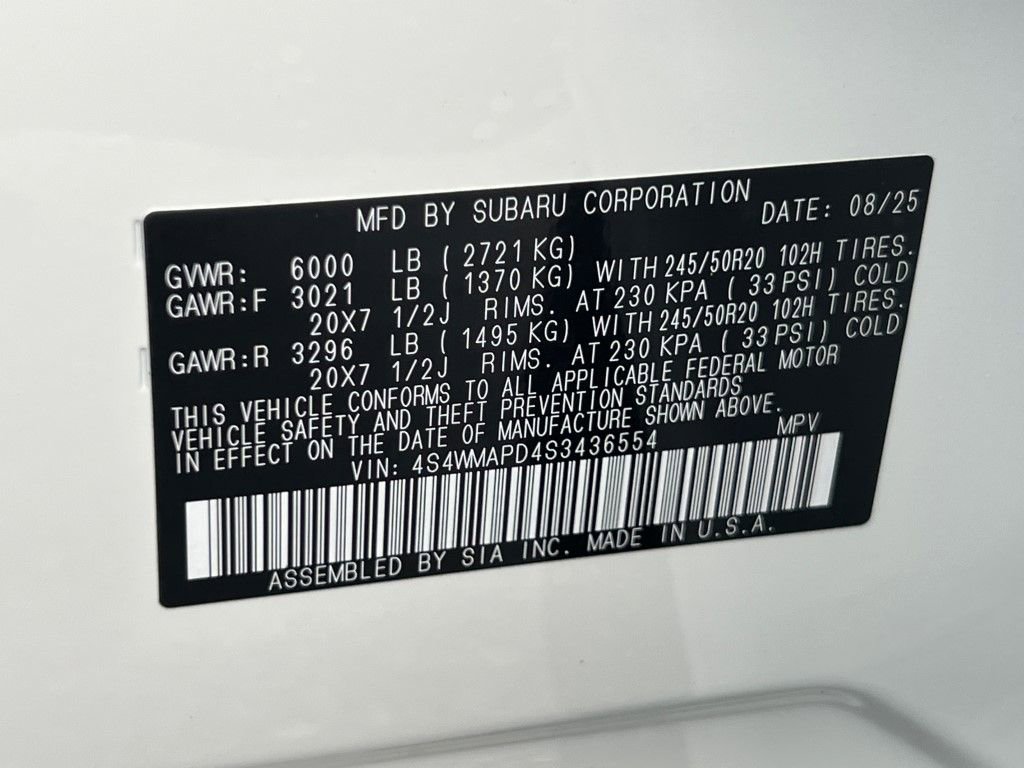 MFD BY SUBARU CORPORATION DATE: 08/25
GVWR: 6000 LB ( 2721 KG)
GAWR:F 3021 LB ( 1370 KG) WITH 245/50R20 102H TIRES.
20X7 1/2J RIMS. AT 230 KPA ( 33 PSI) COLD
GAWR:R 3296 LB ( 1495 KG) WITH 245/50R20 102H TIRES.
20X7 1/2J RIMS. AT 230 KPA ( 33 PSI) COLD
THIS VEHICLE CONFORMS TO ALL APPLICABLE FEDERAL MOTOR
VEHICLE SAFETY AND THEFT PREVENTION STANDARDS
IN EFFECT ON THE DATE OF MANUFACTURE SHOWN ABOVE.
VIN: 4S4WMAPD4S3436554 MPV
ASSEMBLED BY SIA INC. MADE IN U.S.A.